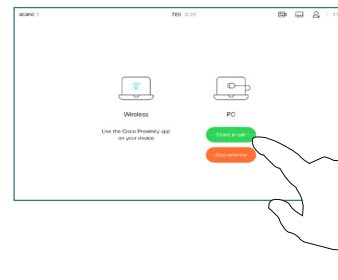 acano
789
Wireless
PC
Use the Cisco Proximity app
on your device
Share in call
Stop preview